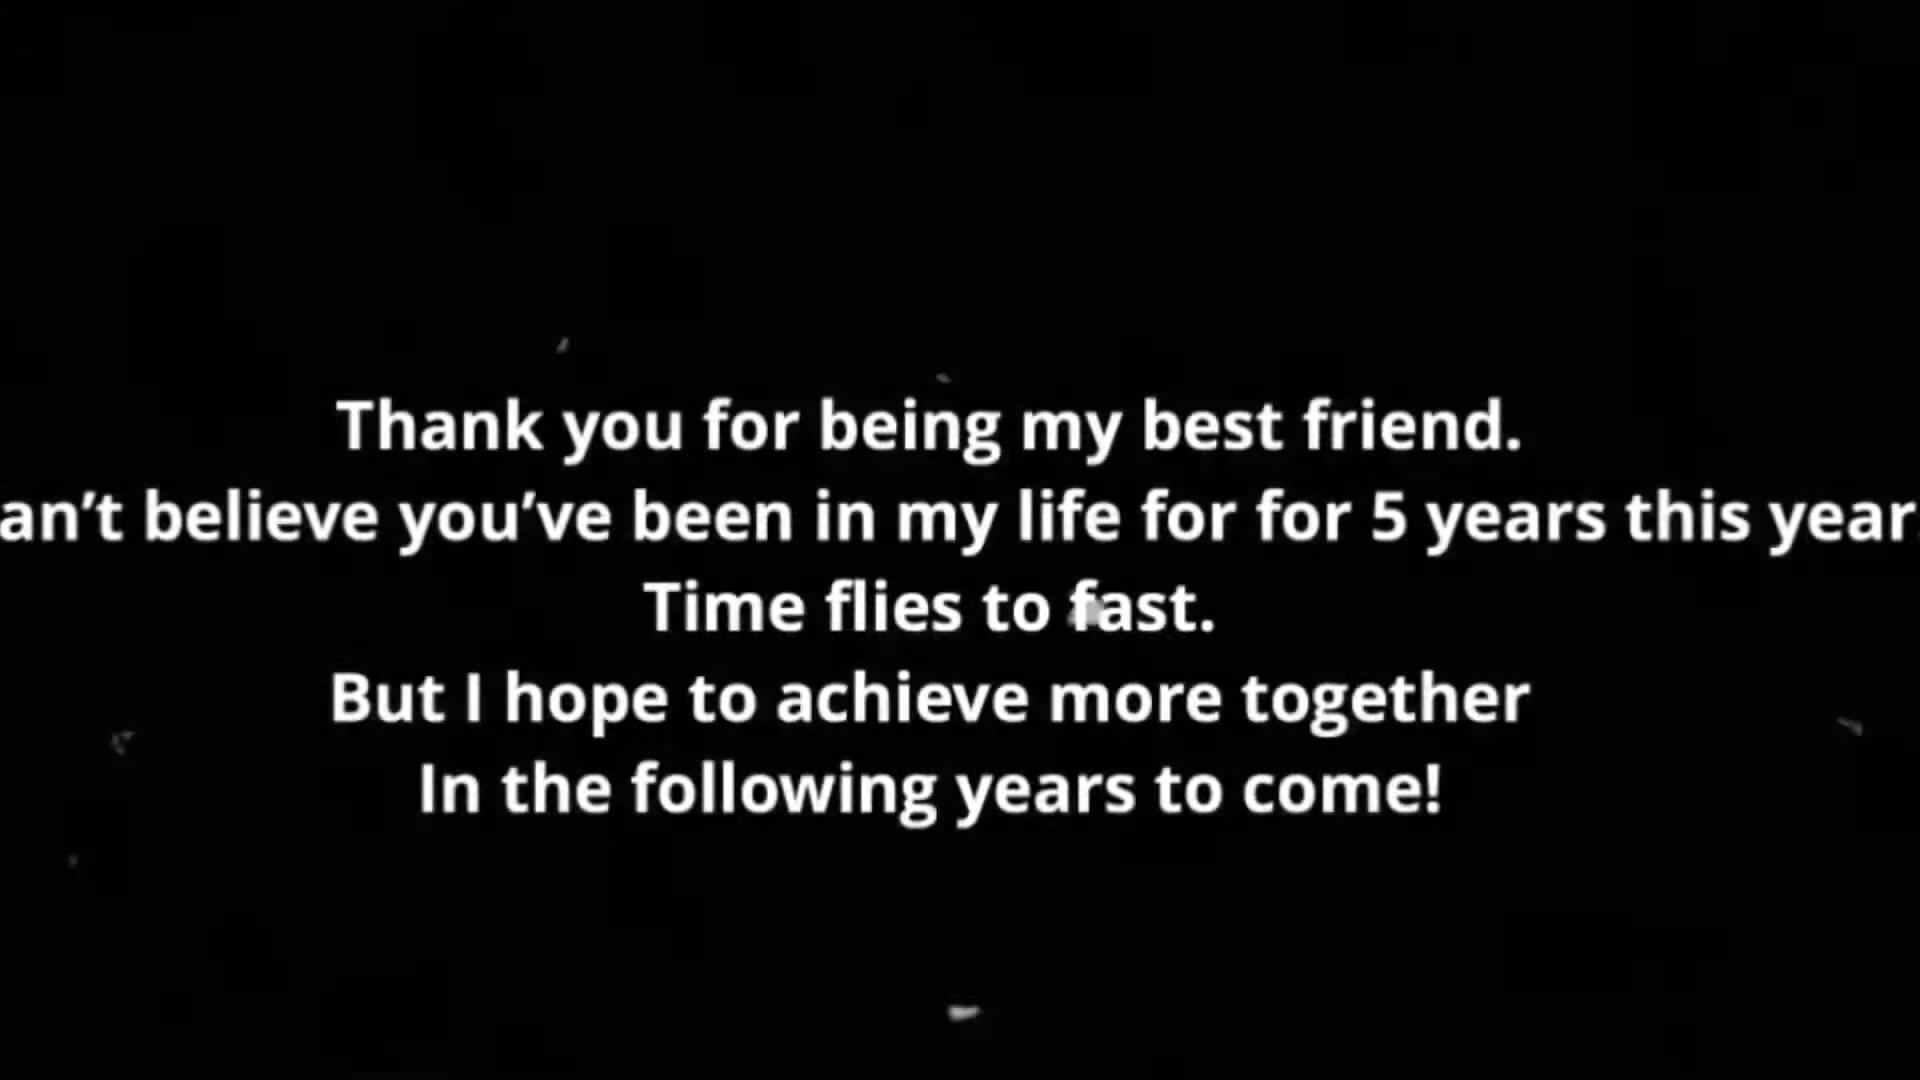 Thank you for being my best friend.
an’t believe you’ve been in my life for for 5 years this year.
Time flies to fast.
But I hope to achieve more together
In the following years to come!